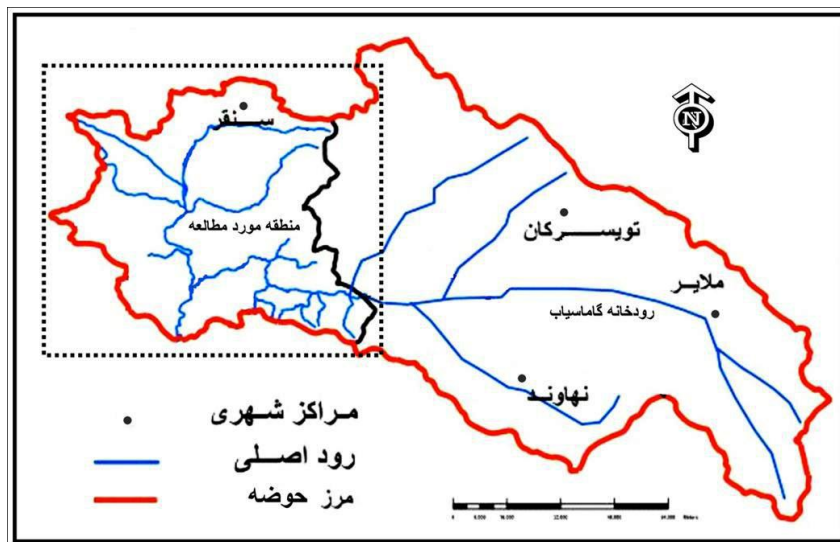 N
سنقر
منطقه مورد مطالعه
تویسرکان
ملایر
رودخانه گاماسیاب
نهاوند
مراکز شهری
رود اصلی
مرز حوضه